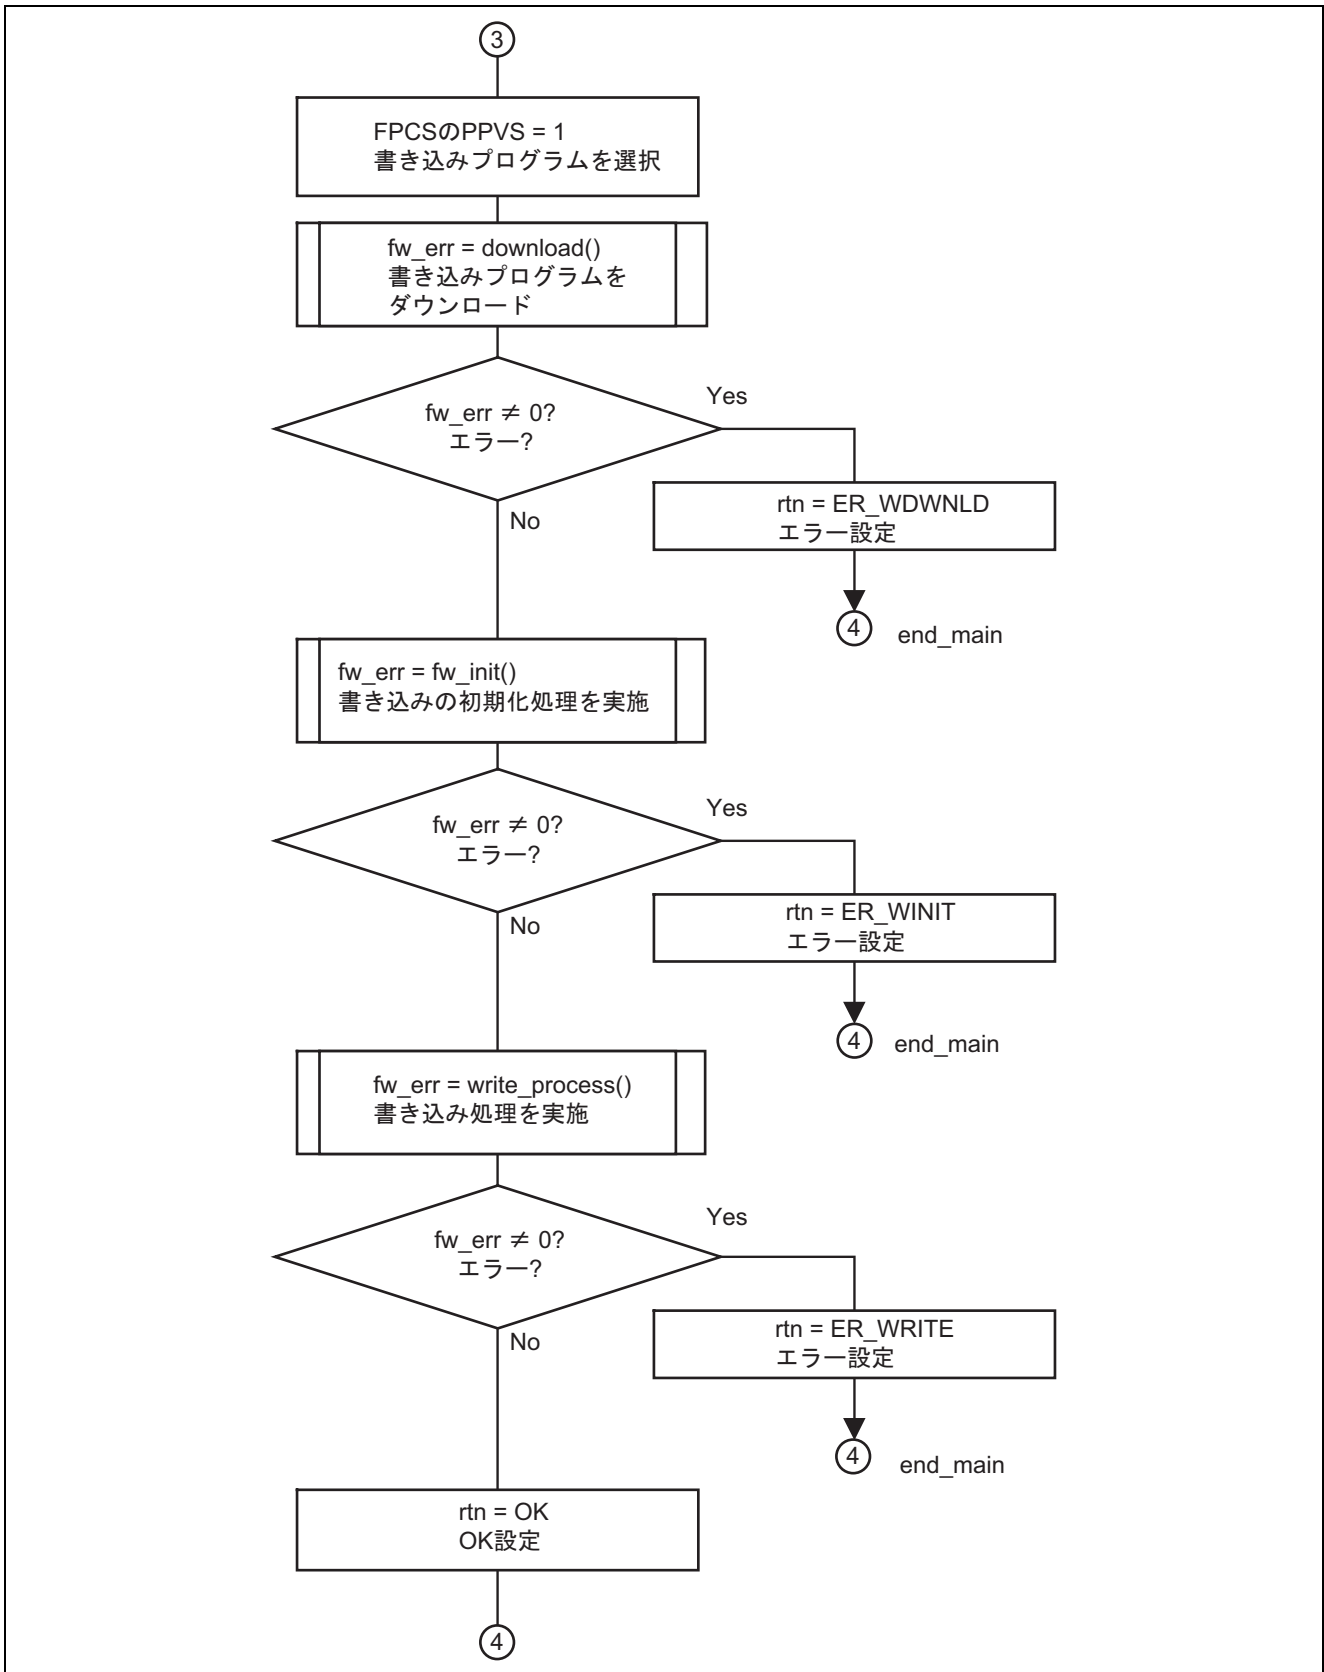 3
FPCSのPPVS = 1
書き込みプログラムを選択
fw_err = download()
書き込みプログラムを
ダウンロード
fw_err ≠ 0?
エラー?
Yes
No
rtn = ER_WDWNLD
エラー設定
4
end_main
fw_err = fw_init()
書き込みの初期化処理を実施
fw_err ≠ 0?
エラー?
Yes
No
rtn = ER_WINIT
エラー設定
4
end_main
fw_err = write_process()
書き込み処理を実施
fw_err ≠ 0?
エラー?
Yes
No
rtn = ER_WRITE
エラー設定
4
end_main
rtn = OK
OK設定
4